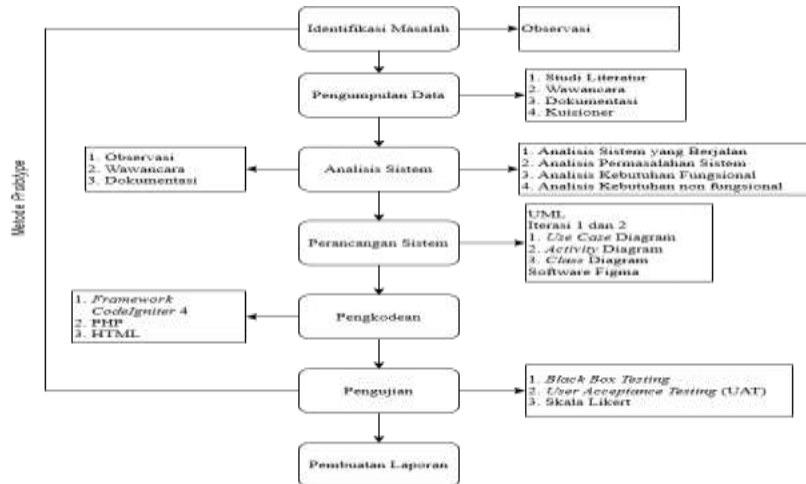 Identifikasi Masalah
Observasi
Pengumpulan Data
1. Studi Literatur
2. Wawancara
3. Dokumentasi
4. Kuizioner
1. Observasi
2. Wawancara
3. Dokumentasi
Analisis Sistem
1. Analisis Sistem yang Berjalan
2. Analisis Permasalahan Sistem
3. Analisis Kebutuhan Fungsional
4. Analisis Kebutuhan non fungsional
Metode Prototype
Perancangan Sistem
UML
Iterasi 1 dan 2
1. Use Case Diagram
2. Activity Diagram
3. Class Diagram
Software Figma
1. Framework
CodeIgniter 4
2. PHP
3. HTML
Pengkodean
Pengujian
1. Black Box Testing
2. User Acceptance Testing (UAT)
3. Skala Likert
Pembuatan Laporan